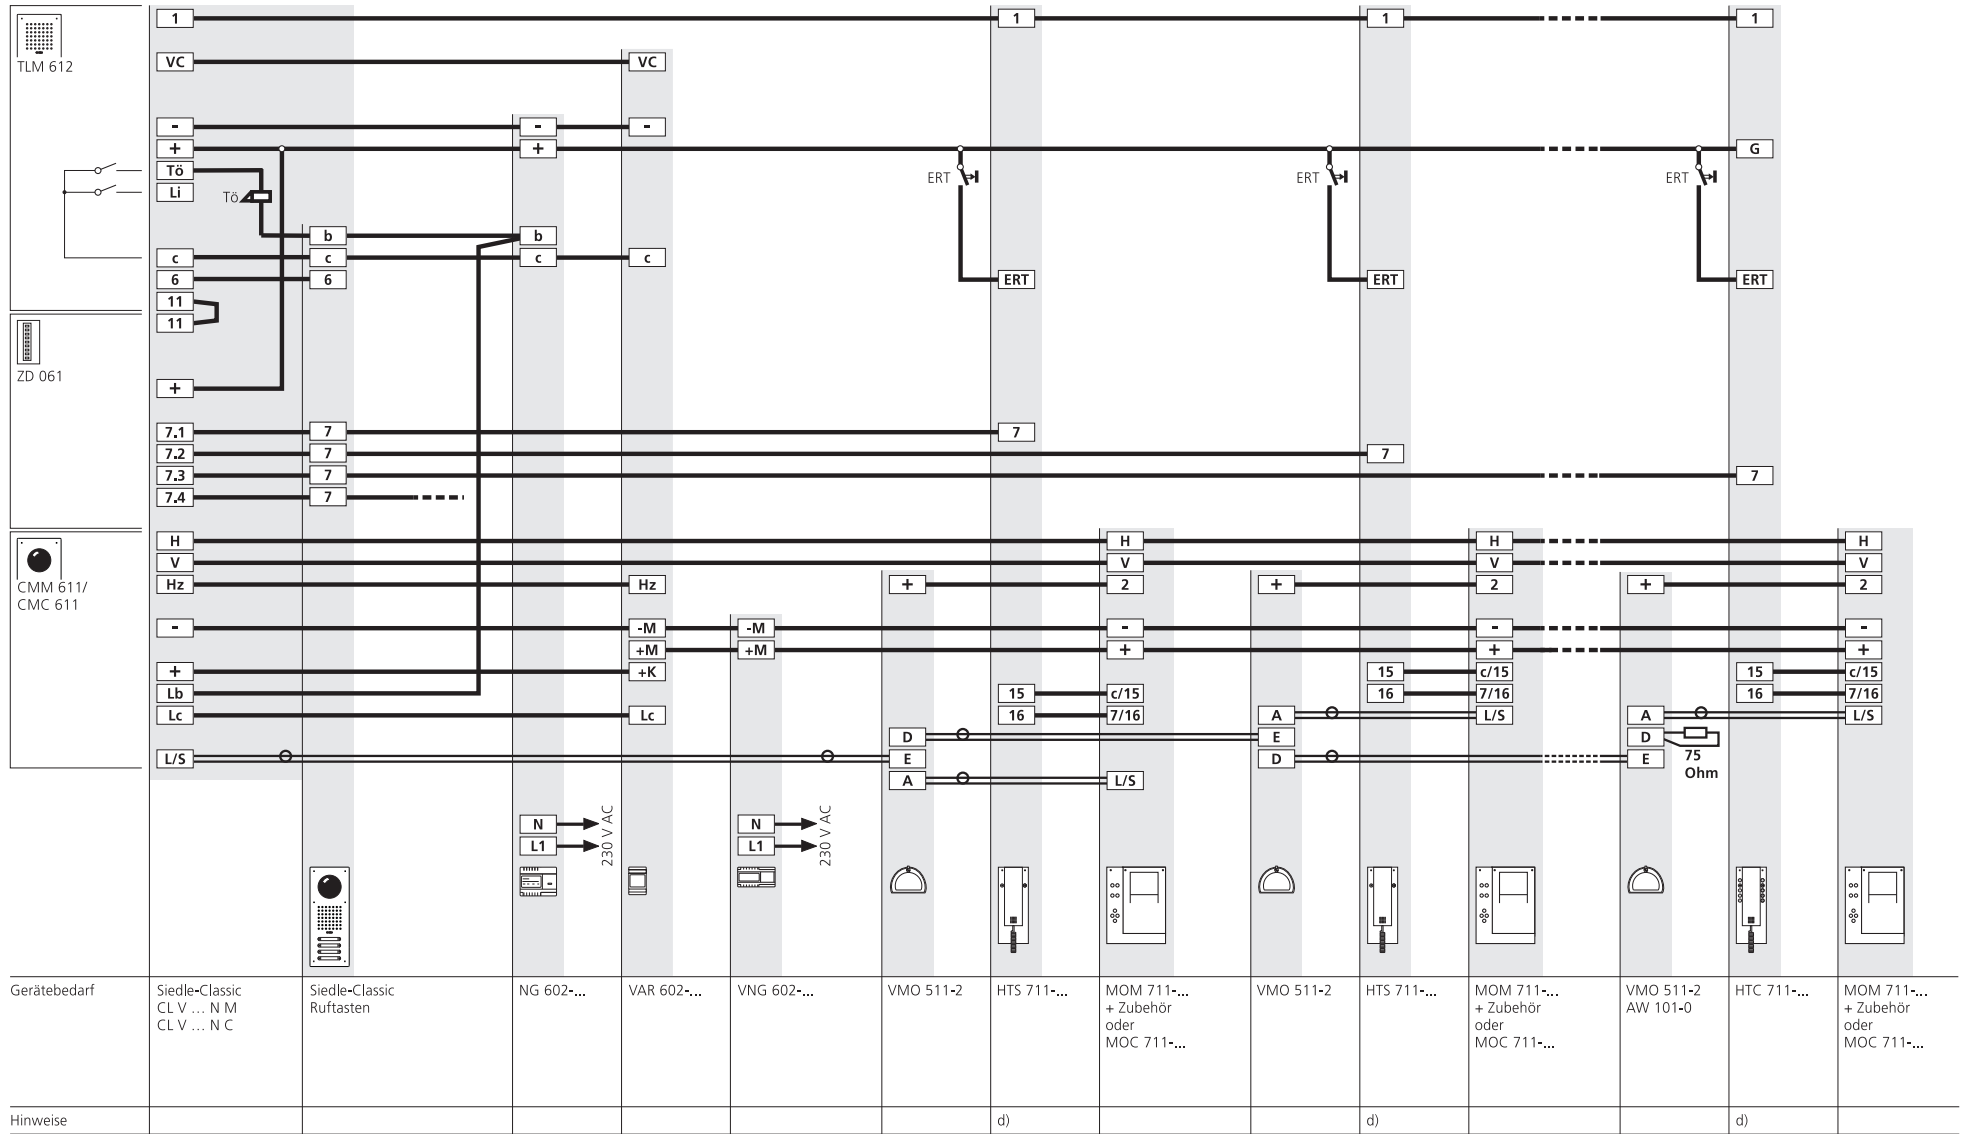 1 1 1 1
TLM 612
VC VC
- - -
+ + G
Tö
Li
Tö
ERT ERT ERT
b b
c c c c
6 6
ERT ERT ERT
11
11
ZD 061
+
7.1 7 7
7.2 7 7
7.3 7 7
7.4 7
H H H H
V V V V
CMM 611/
CMC 611
Hz Hz + 2 + 2 + 2
- -M -M - - -
+M +M + + +
+ +K 15 c/15 15 c/15
Lb 15 c/15 16 7/16 16 7/16
Lc Lc 16 7/16 A L/S A L/S
D E D
L/S E D E
75
Ohm
A L/S
N N
L1 L1
230 V AC 230 V AC
Gerätebedarf
Siedle-Classic
CL V ... N M
CL V ... N C
Siedle-Classic
Ruftasten
NG 602-...
VAR 602-...
VNG 602-...
VMO 511-2
HTS 711-...
MOM 711-...
+ Zubehör
oder
MOC 711-...
VMO 511-2
HTS 711-...
MOM 711-...
+ Zubehör
oder
MOC 711-...
VMO 511-2
AW 101-0
HTC 711-...
MOM 711-...
+ Zubehör
oder
MOC 711-...
Hinweise d) d) d)